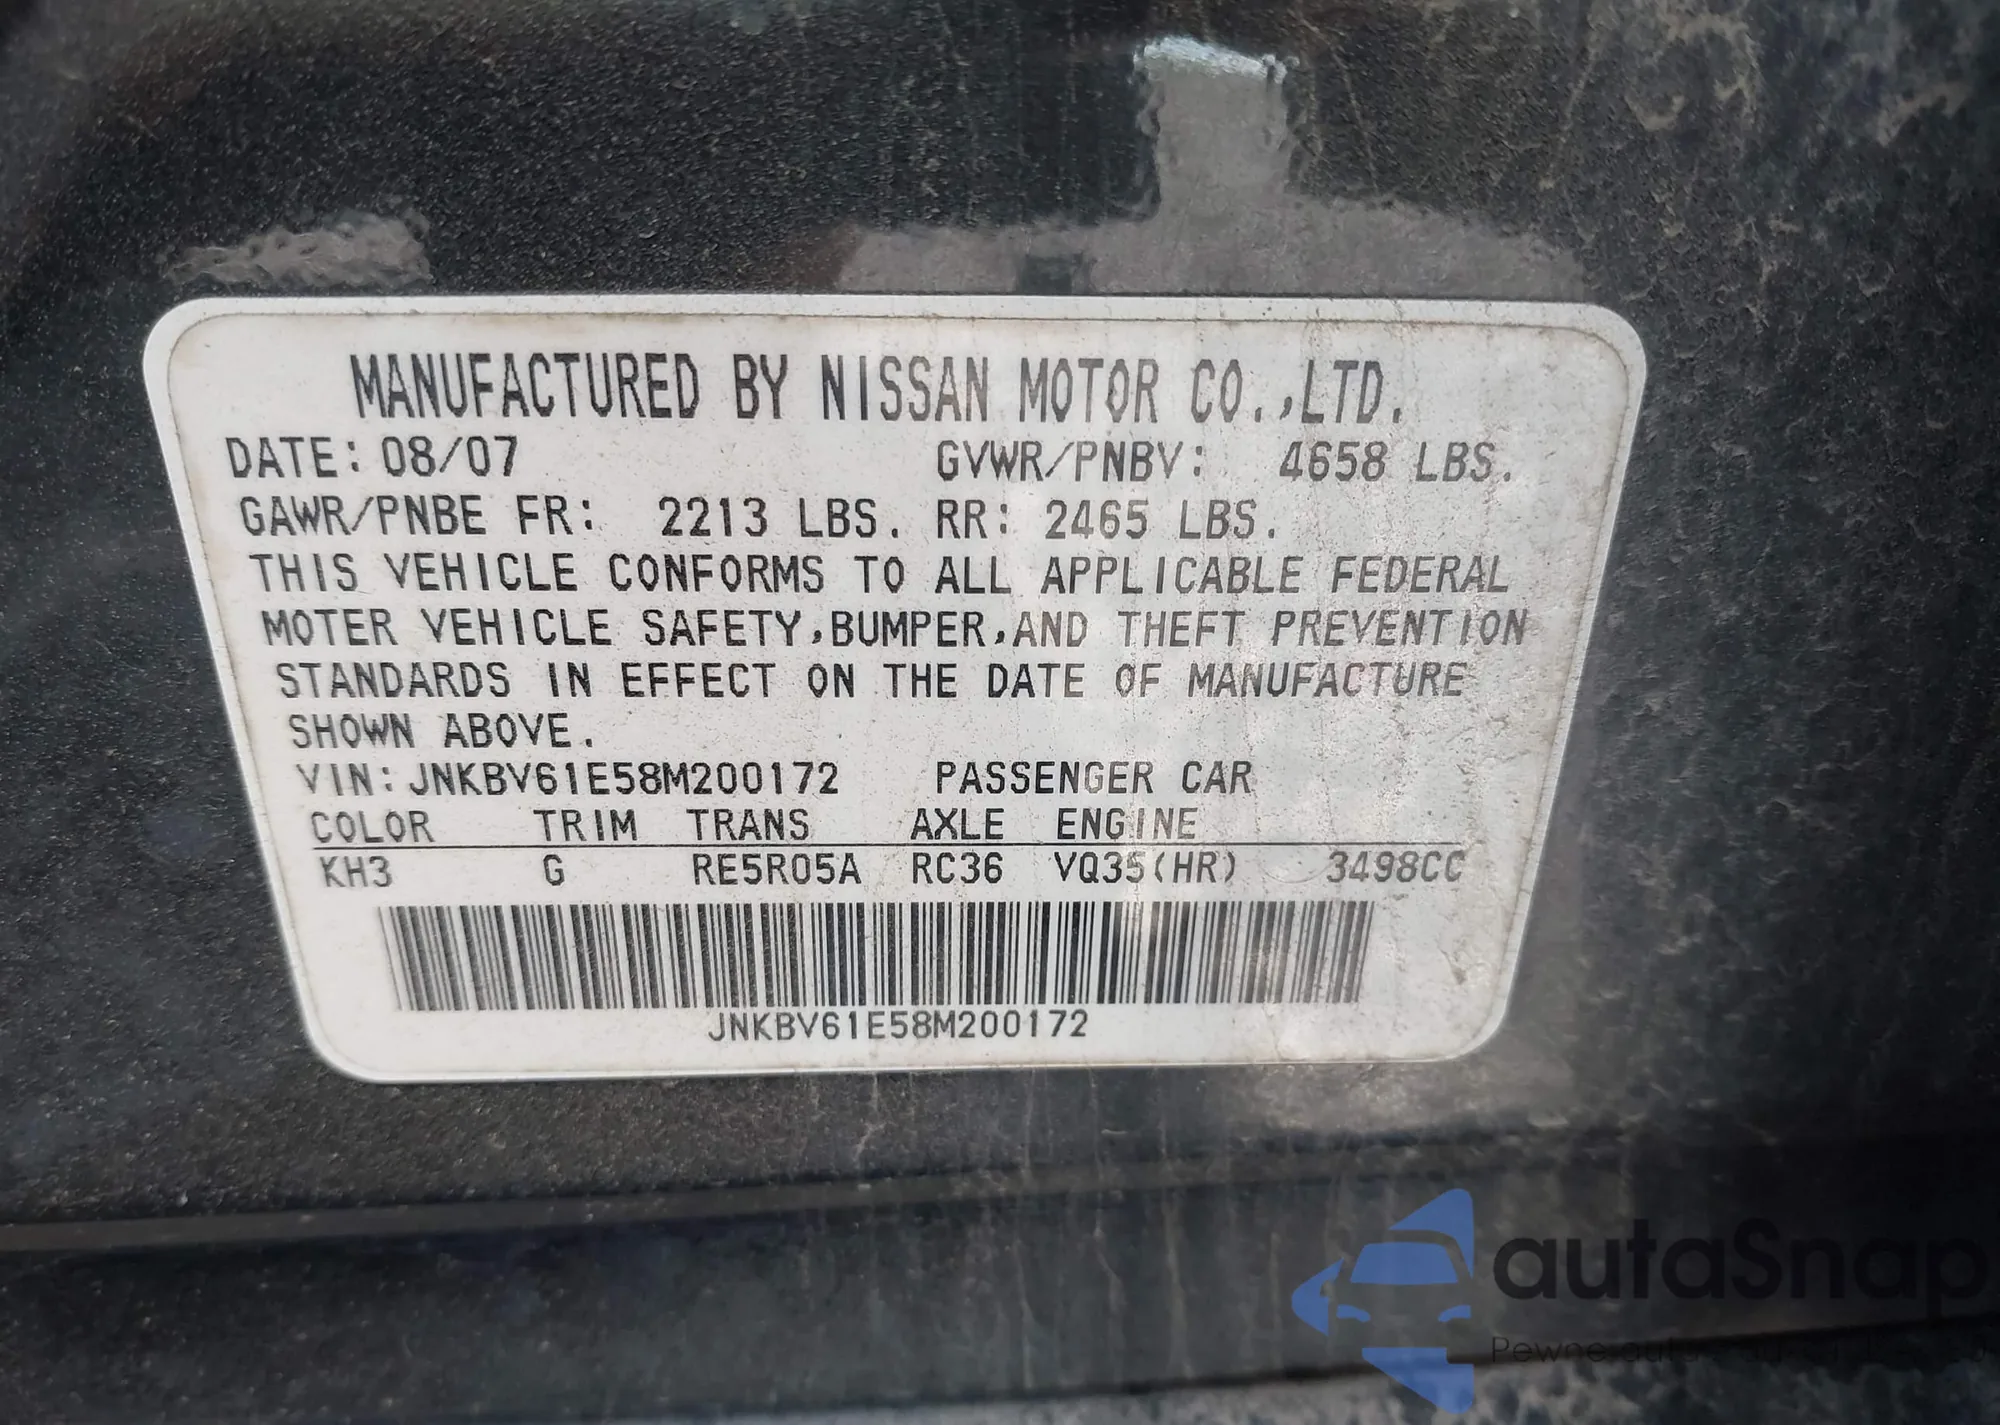 MANUFACTURED BY NISSAN MOTOR CO.,LTD.
DATE: 08/07 GVWR/PNBV: 4658 LBS.
GAWR/PNBE FR: 2213 LBS. RR: 2465 LBS.
THIS VEHICLE CONFORMS TO ALL APPLICABLE FEDERAL
MOTER VEHICLE SAFETY,BUMPER,AND THEFT PREVENTION
STANDARDS IN EFFECT ON THE DATE OF MANUFACTURE
SHOWN ABOVE.
VIN:JNKBV61E58M200172 PASSENGER CAR
COLOR TRIM TRANS AXLE ENGINE
KH3 G RE5R05A RC36 VQ35(HR) 3498CC
JNKBV61E58M200172
autaSnap
Pewne auta